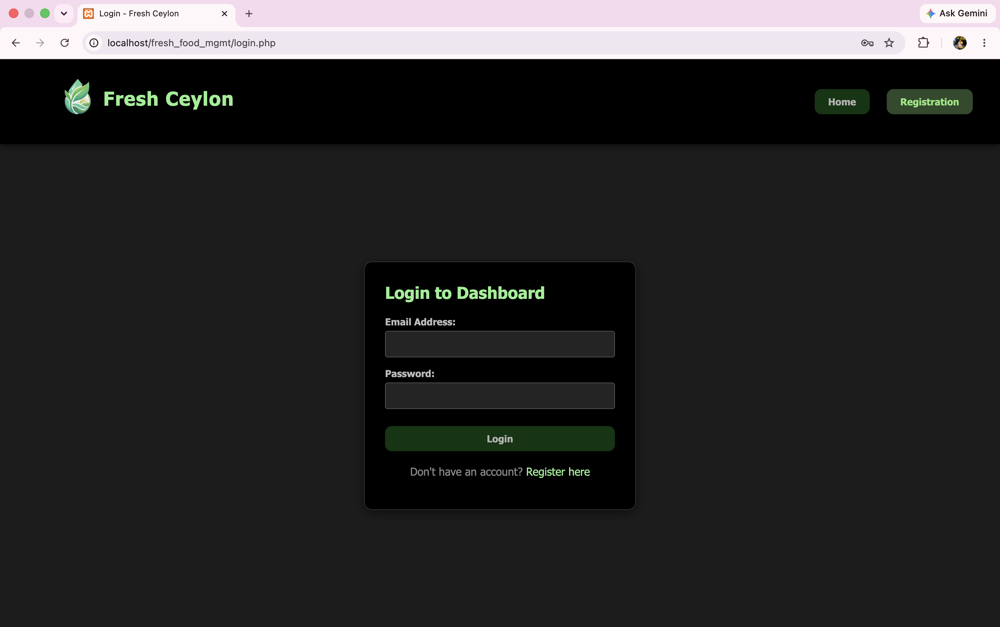 Login - Fresh Ceylon
Ask Gemini
localhost/fresh_food_mgmt/login.php
Fresh Ceylon
Home
Registration
Login to Dashboard
Email Address:
Password:
Login
Don't have an account? Register here